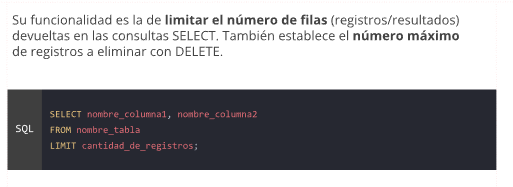 Su funcionalidad es la de limitar el número de filas (registros/resultados)
devueltas en las consultas SELECT. También establece el número máximo
de registros a eliminar con DELETE.
SELECT nombre_columna1, nombre_columna2
SQL FROM nombre_tabla
LIMIT cantidad_de_registros;